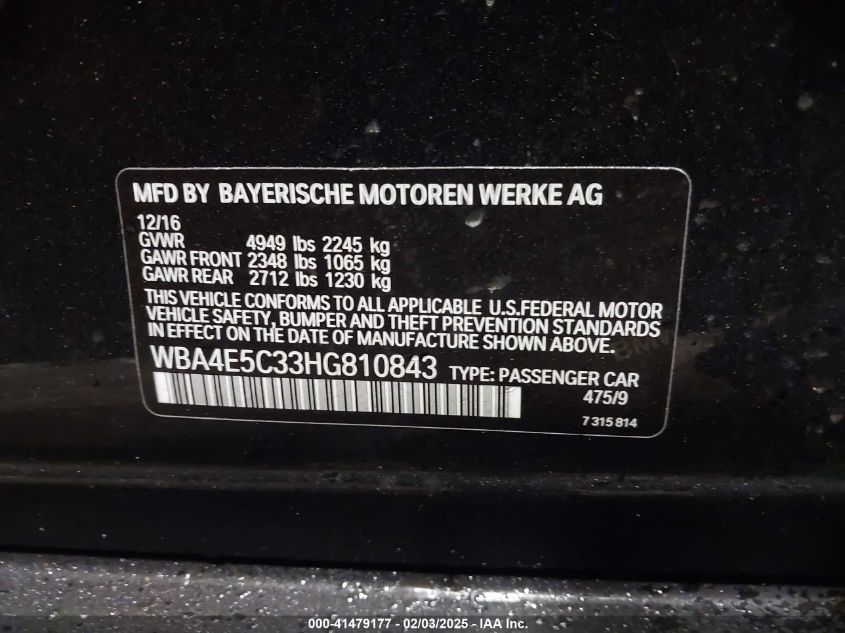 MFD BY BAYERISCHE MOTOREN WERKE AG
12/16
GVWR 4949 lbs 2245 kg
GAWR FRONT 2348 lbs 1065 kg
GAWR REAR 2712 lbs 1230 kg
THIS VEHICLE CONFORMS TO ALL APPLICABLE U.S.FEDERAL MOTOR
VEHICLE SAFETY, BUMPER AND THEFT PREVENTION STANDARDS
IN EFFECT ON THE DATE OF MANUFACTURE SHOWN ABOVE.
WBA4E5C33HG810843 TYPE: PASSENGER CAR
475/9
7 315 814
000-41479177 - 02/03/2025 - IAA Inc.